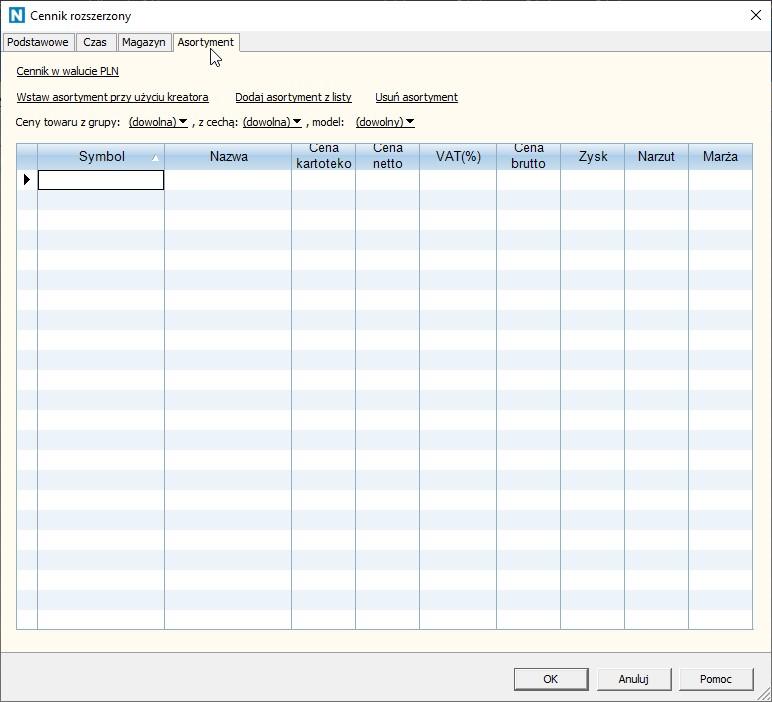 N Cennik rozszerzony
Podstawowe Czas Magazyn Asortyment
Cennik w walucie PLN
Wstaw asortyment przy użyciu kreatora Dodaj asortyment z listy Usuń asortyment
Ceny towaru z grupy: (dowolna) , z cechą: (dowolna) , model: (dowolny)
Symbol Nazwa Cena kartoteko Cena netto VAT(%) Cena brutto Zysk Narzut Marża
OK Anuluj Pomoc